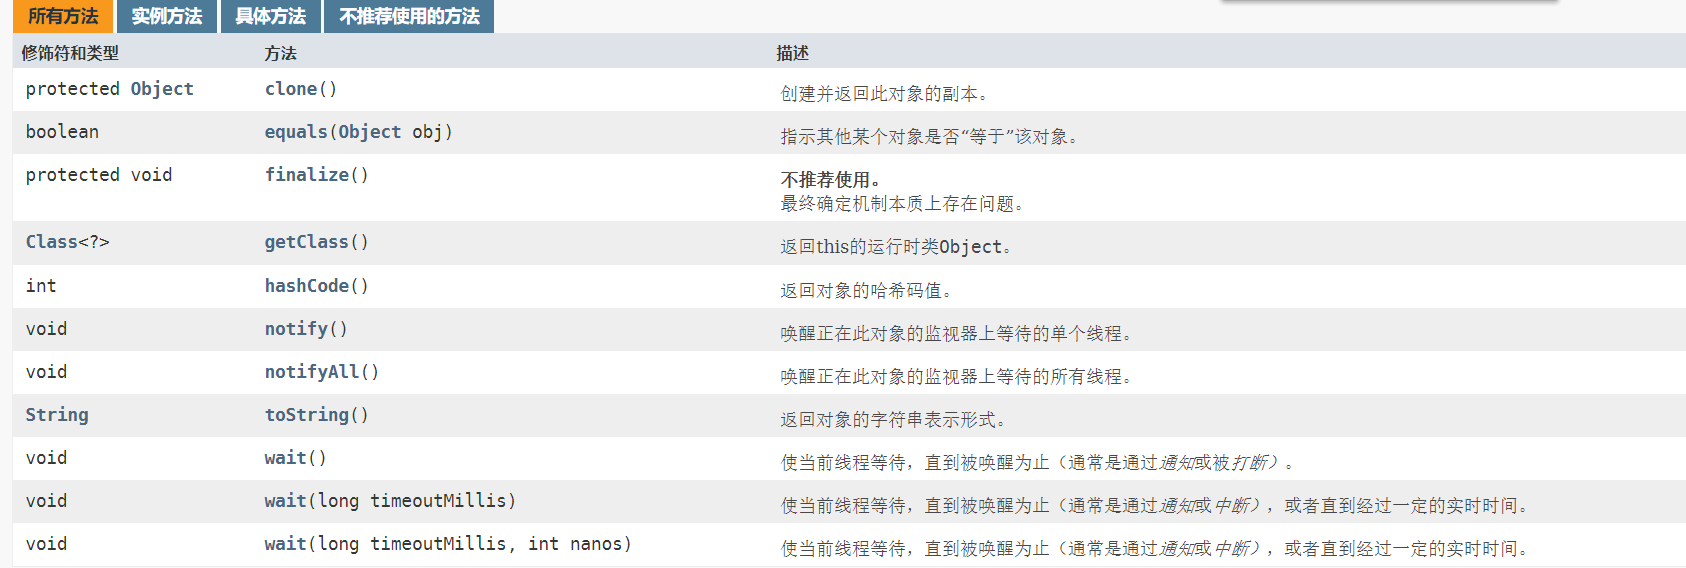 所有方法 实例方法 具体方法 不推荐使用的方法
修饰符和类型 方法 描述
protected Object clone() 创建并返回此对象的副本。
boolean equals(Object obj) 指示其他某个对象是否“等于”该对象。
protected void finalize() 不推荐使用。
最终确定机制本质上存在问题。
Class<?> getClass() 返回this的运行时类Object。
int hashCode() 返回对象的哈希码值。
void notify() 唤醒正在此对象的监视器上等待的单个线程。
void notifyAll() 唤醒正在此对象的监视器上等待的所有线程。
String toString() 返回对象的字符串表示形式。
void wait() 使当前线程等待，直到被唤醒为止（通常是通过通知或被打断）。
void wait(long timeoutMillis) 使当前线程等待，直到被唤醒为止（通常是通过通知或中断），或者直到经过一定的实时时间。
void wait(long timeoutMillis, int nanos) 使当前线程等待，直到被唤醒为止（通常是通过通知或中断），或者直到经过一定的实时时间。